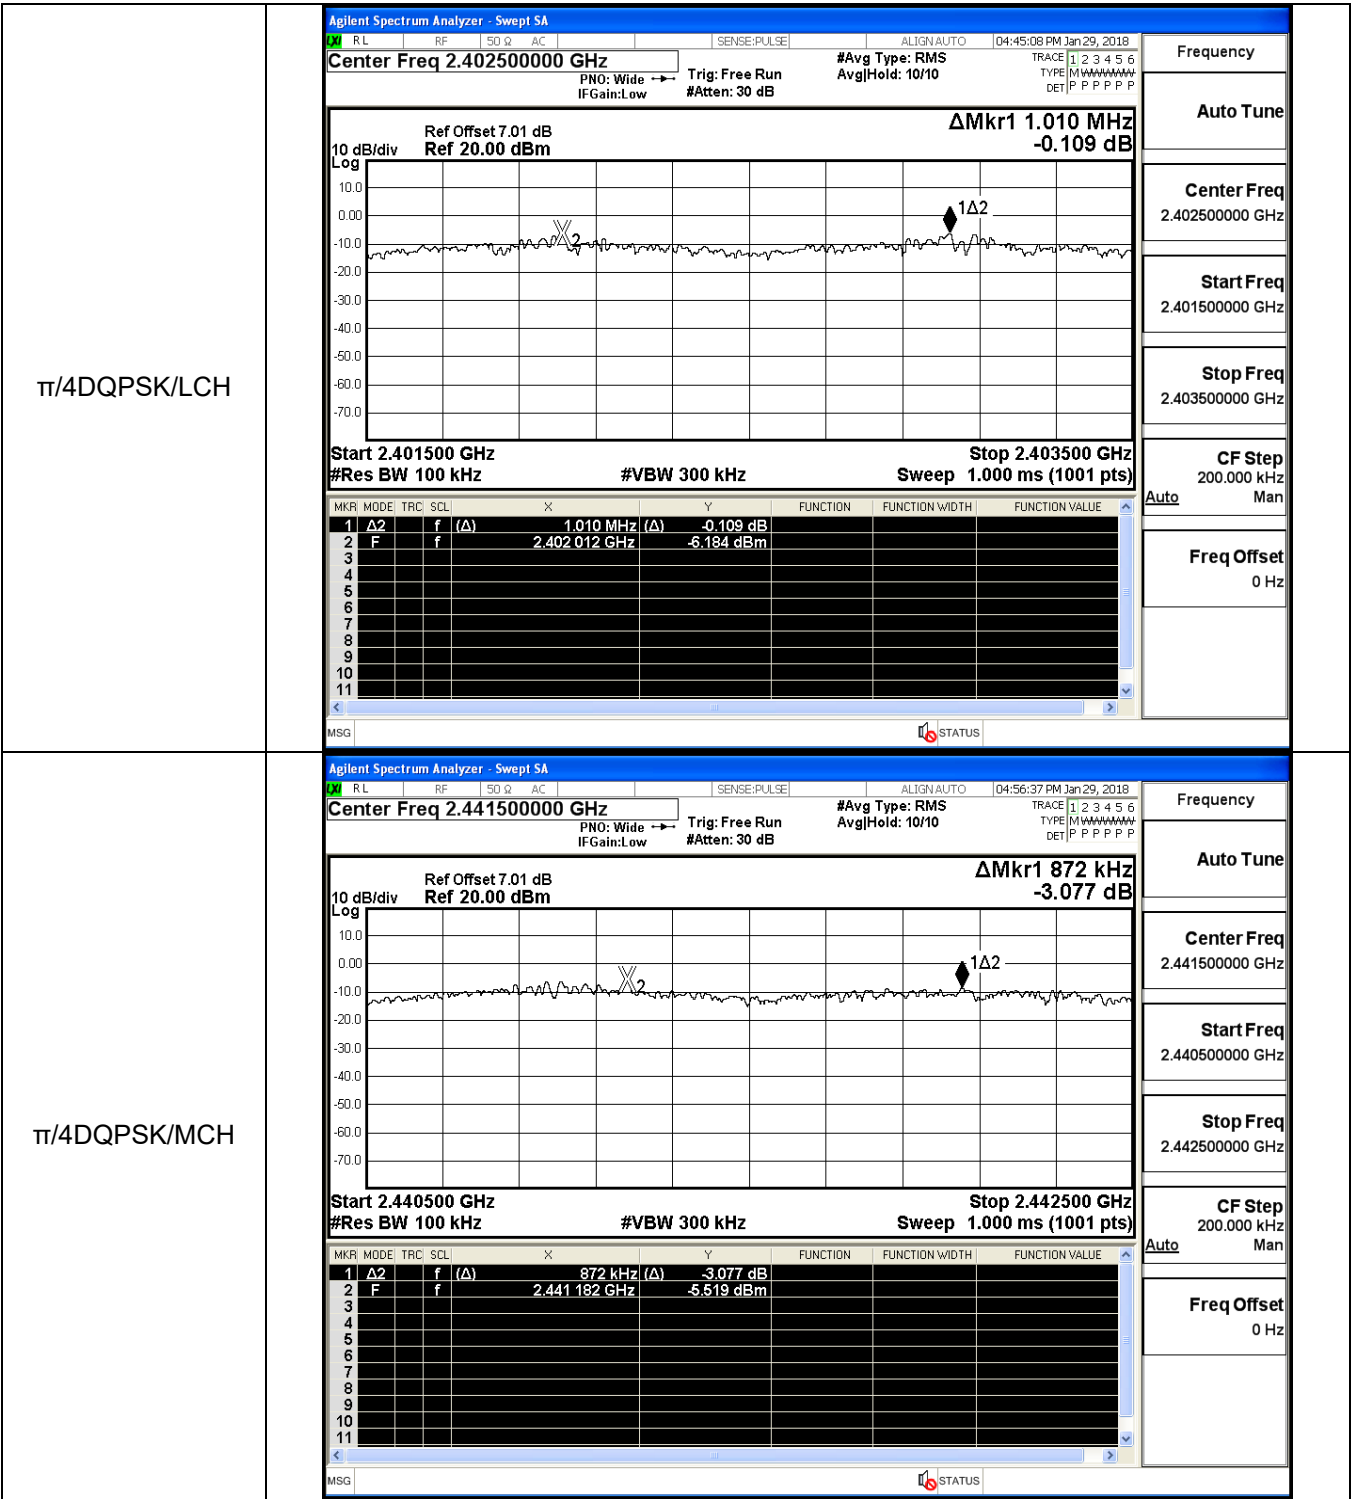 π/4DQPSK/LCH
Agilent Spectrum Analyzer - Swept SA
LXI RL RF 50 Ω AC SENSE:PULSE ALIGN AUTO 04:45:08 PM Jan 29, 2018
Center Freq 2.402500000 GHz
PNO: Wide
IFGain:Low
Trig: Free Run
#Atten: 30 dB
#Avg Type: RMS
Avg|Hold: 10/10
TRACE 1 2 3 4 5 6
TYPE M WWWWW
DET P P P P P P
ΔMkr1 1.010 MHz
-0.109 dB
Ref Offset 7.01 dB
10 dB/div Ref 20.00 dBm
Log
10.0
0.00
-10.0
-20.0
-30.0
-40.0
-50.0
-60.0
-70.0
2
1Δ2
Start 2.401500 GHz Stop 2.403500 GHz
#Res BW 100 kHz #VBW 300 kHz Sweep 1.000 ms (1001 pts)
MKR MODE TRC SCL X Y FUNCTION FUNCTION WIDTH FUNCTION VALUE
1 Δ2 f (Δ) 1.010 MHz (Δ) -0.109 dB
2 F f 2.402 012 GHz -6.184 dBm
3
4
5
6
7
8
9
10
11
MSG STATUS
Frequency
Auto Tune
Center Freq
2.402500000 GHz
Start Freq
2.401500000 GHz
Stop Freq
2.403500000 GHz
CF Step
200.000 kHz
Auto Man
Freq Offset
0 Hz
π/4DQPSK/MCH
Agilent Spectrum Analyzer - Swept SA
LXI RL RF 50 Ω AC SENSE:PULSE ALIGN AUTO 04:56:37 PM Jan 29, 2018
Center Freq 2.441500000 GHz
PNO: Wide
IFGain:Low
Trig: Free Run
#Atten: 30 dB
#Avg Type: RMS
Avg|Hold: 10/10
TRACE 1 2 3 4 5 6
TYPE M WWWWW
DET P P P P P P
ΔMkr1 872 kHz
-3.077 dB
Ref Offset 7.01 dB
10 dB/div Ref 20.00 dBm
Log
10.0
0.00
-10.0
-20.0
-30.0
-40.0
-50.0
-60.0
-70.0
2
1Δ2
Start 2.440500 GHz Stop 2.442500 GHz
#Res BW 100 kHz #VBW 300 kHz Sweep 1.000 ms (1001 pts)
MKR MODE TRC SCL X Y FUNCTION FUNCTION WIDTH FUNCTION VALUE
1 Δ2 f (Δ) 872 kHz (Δ) -3.077 dB
2 F f 2.441 182 GHz -5.519 dBm
3
4
5
6
7
8
9
10
11
MSG STATUS
Frequency
Auto Tune
Center Freq
2.441500000 GHz
Start Freq
2.440500000 GHz
Stop Freq
2.442500000 GHz
CF Step
200.000 kHz
Auto Man
Freq Offset
0 Hz